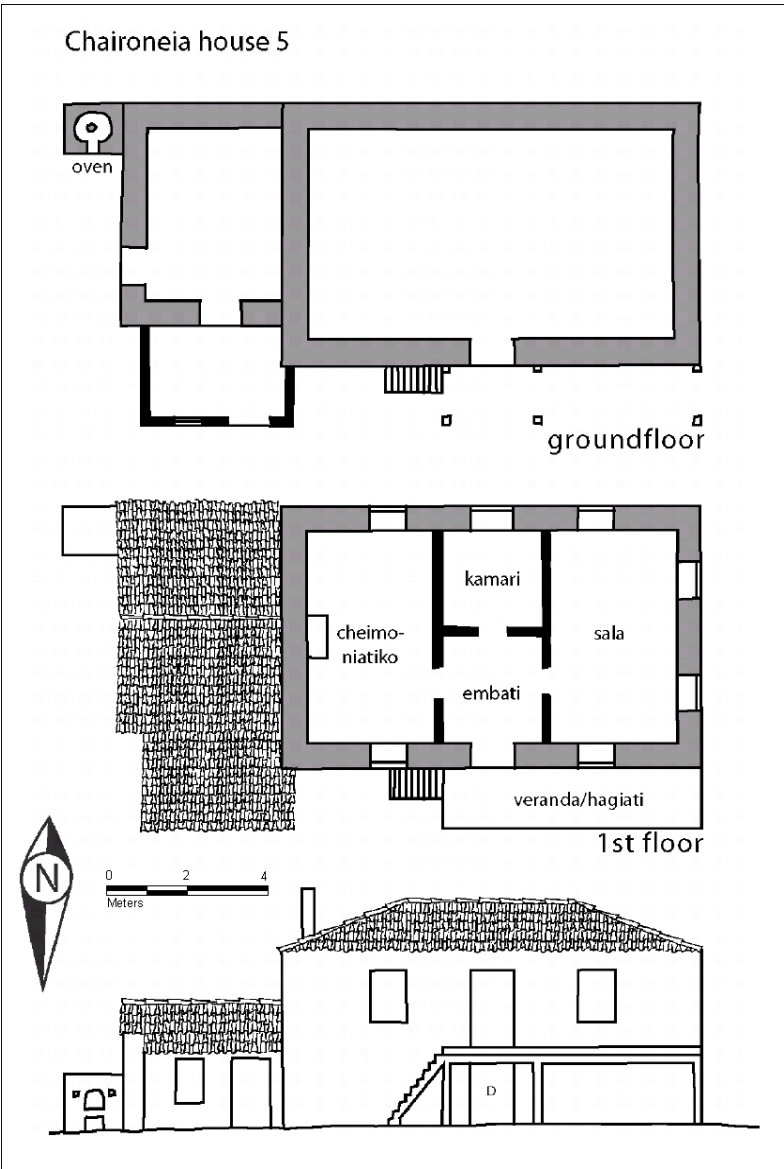 Chaironeia house 5
oven
groundfloor
kamari
cheimo-
niatiko
sala
embati
veranda/hagiati
1st floor
N
0 2 4
Meters
D